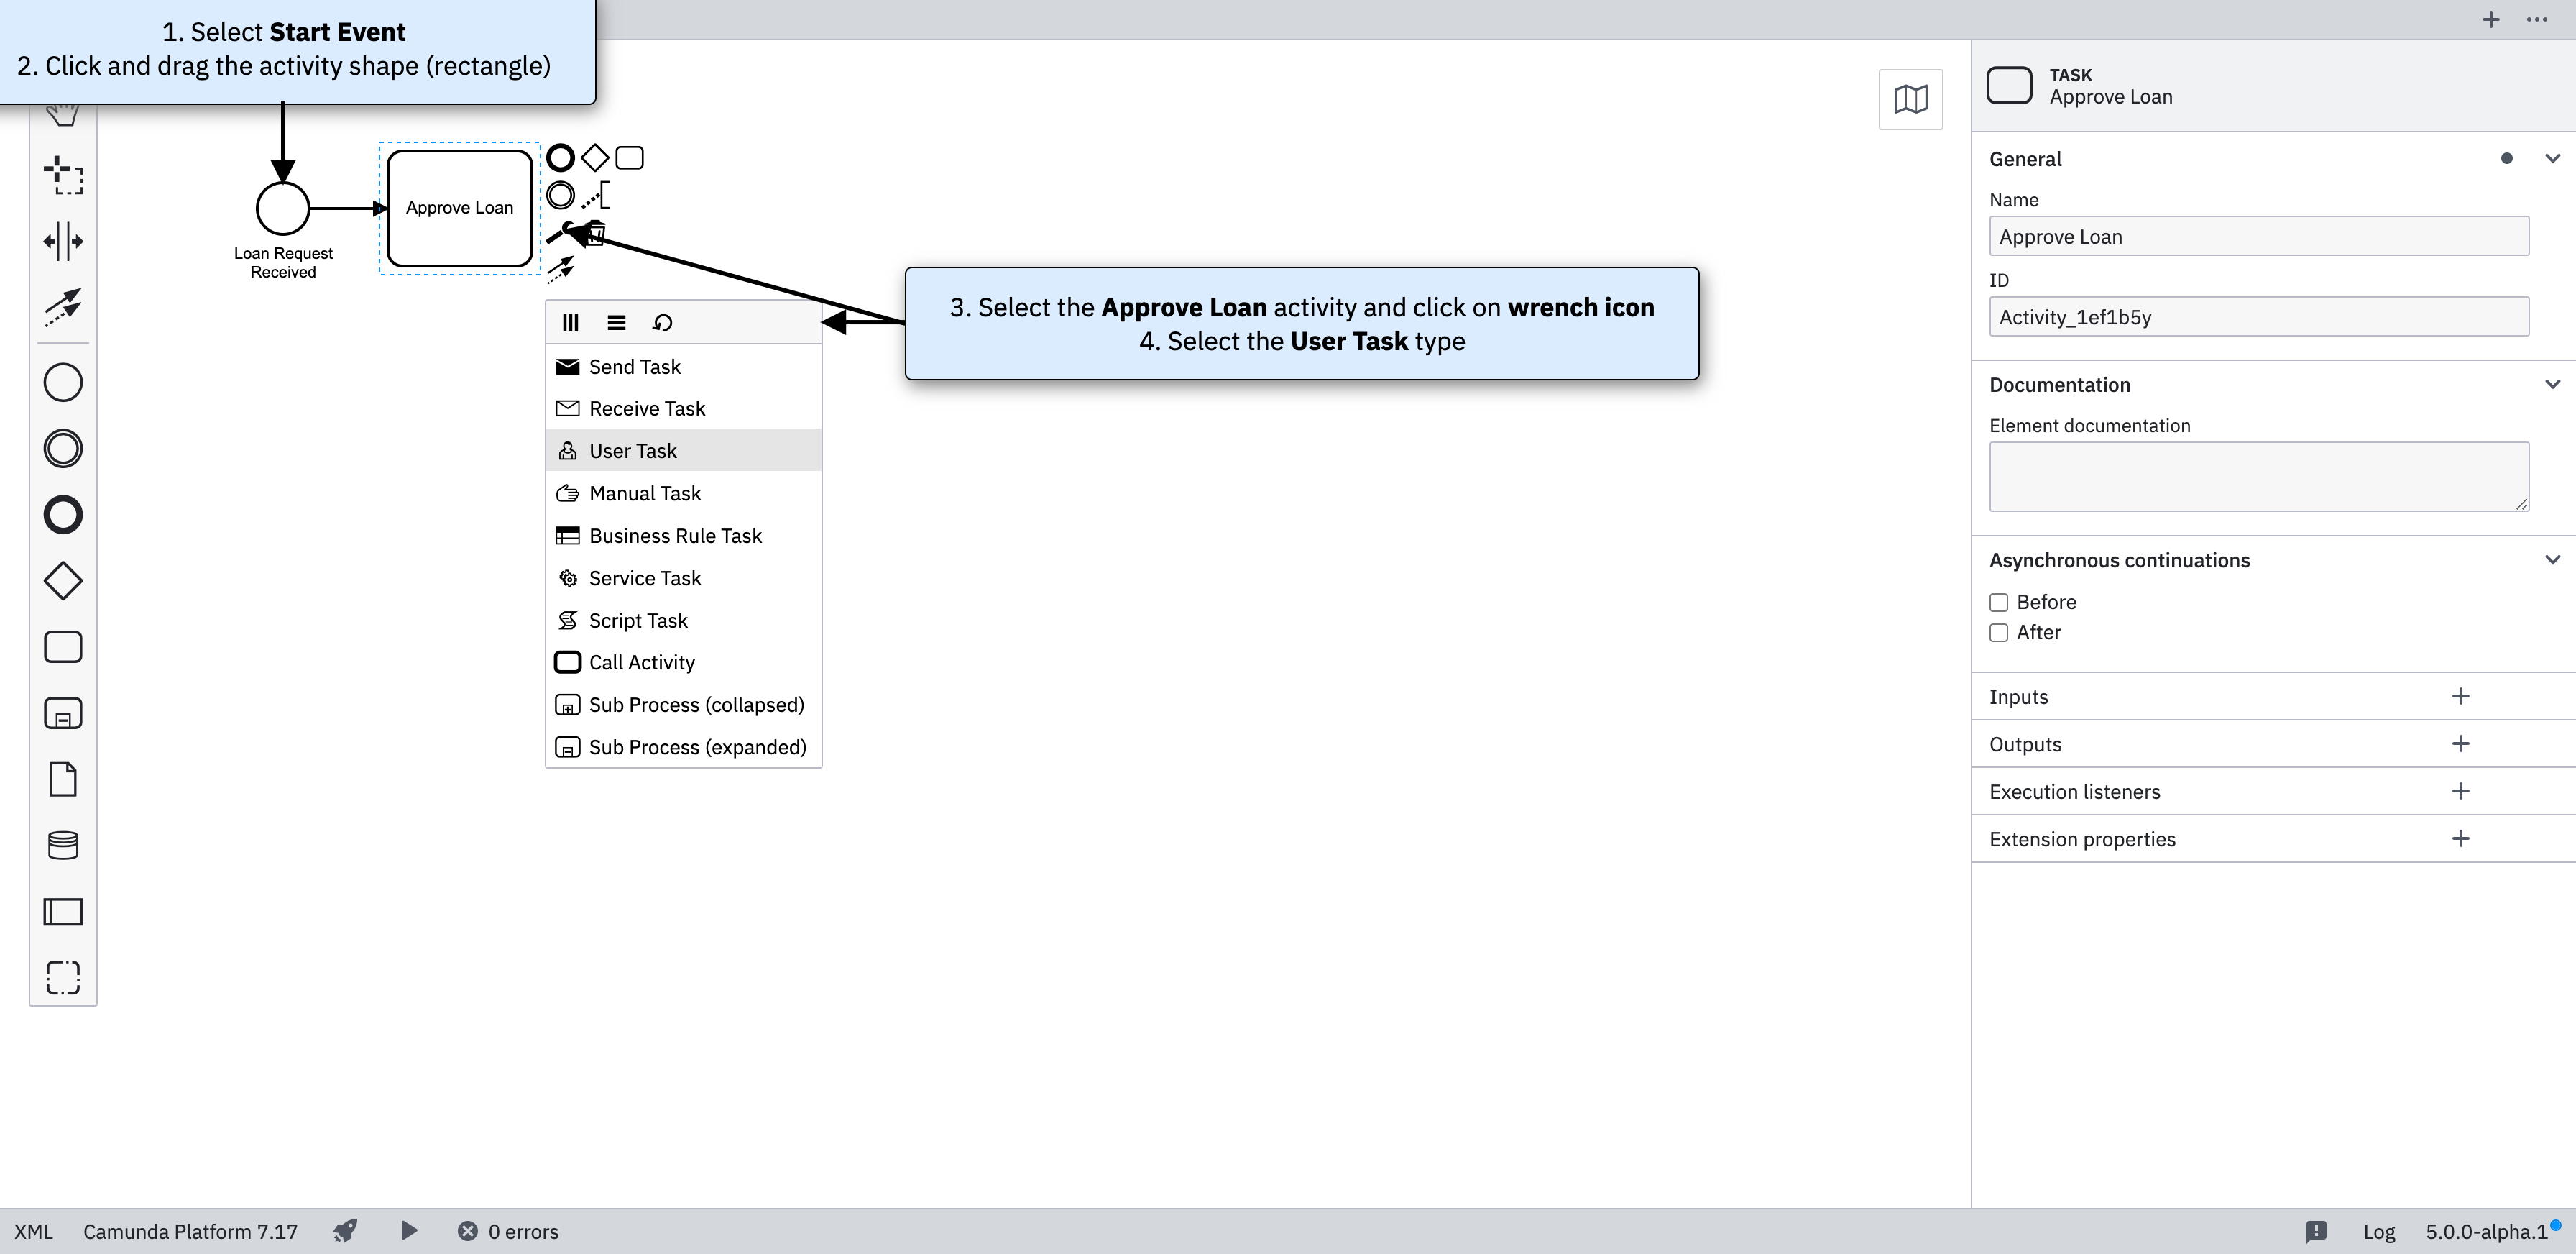 1. Select Start Event
2. Click and drag the activity shape (rectangle)
Loan Request
Received
Approve Loan
3. Select the Approve Loan activity and click on wrench icon
4. Select the User Task type
Send Task
Receive Task
User Task
Manual Task
Business Rule Task
Service Task
Script Task
Call Activity
Sub Process (collapsed)
Sub Process (expanded)
TASK
Approve Loan
General
Name
Approve Loan
ID
Activity_1ef1b5y
Documentation
Element documentation
Asynchronous continuations
Before
After
Inputs
Outputs
Execution listeners
Extension properties
XML Camunda Platform 7.17 0 errors Log 5.0.0-alpha.1